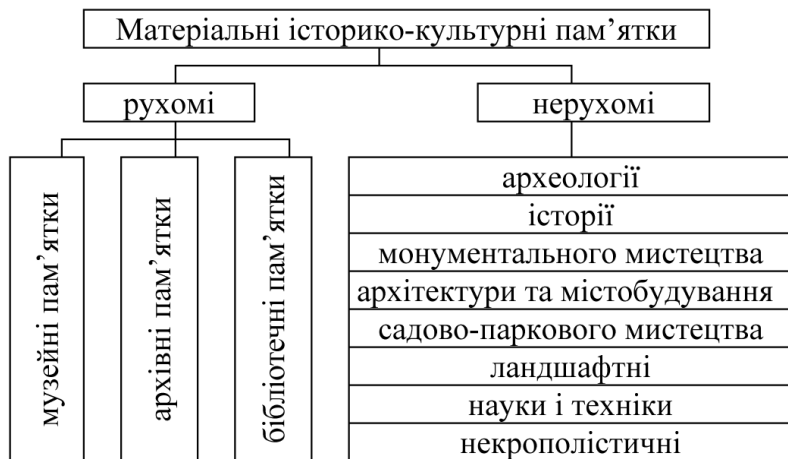 Матеріальні історико-культурні пам’ятки
рухомі
нерухомі
музейні пам’ятки
архівні пам’ятки
бібліотечні пам’ятки
археології
історії
монументального мистецтва
архітектури та містобудування
садово-паркового мистецтва
ландшафтні
науки і техніки
некрополістичні